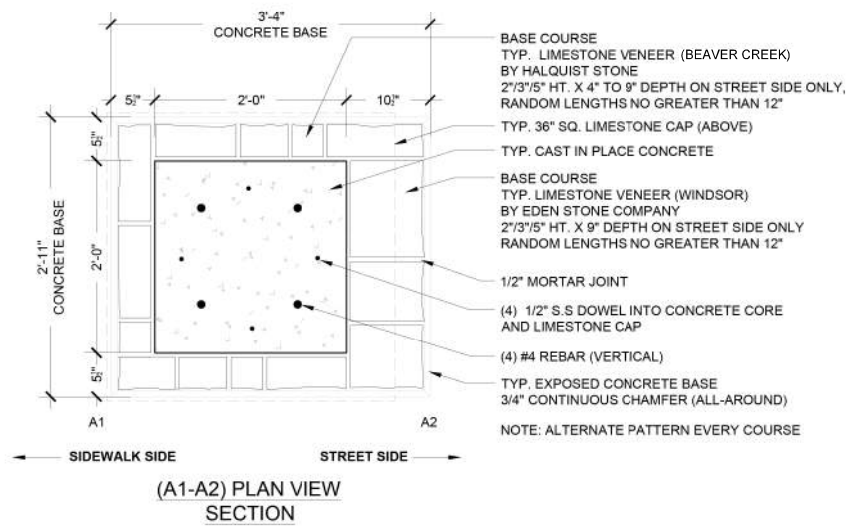 3'-4"
CONCRETE BASE
5½"
2'-0"
10½"
5½"
2'-0"
5½"
2'-11"
CONCRETE BASE
BASE COURSE
TYP. LIMESTONE VENEER (BEAVER CREEK)
BY HALQUIST STONE
2"/3"/5" HT. X 4" TO 9" DEPTH ON STREET SIDE ONLY,
RANDOM LENGTHS NO GREATER THAN 12"
TYP. 36" SQ. LIMESTONE CAP (ABOVE)
TYP. CAST IN PLACE CONCRETE
BASE COURSE
TYP. LIMESTONE VENEER (WINDSOR)
BY EDEN STONE COMPANY
2"/3"/5" HT. X 9" DEPTH ON STREET SIDE ONLY
RANDOM LENGTHS NO GREATER THAN 12"
1/2" MORTAR JOINT
(4) 1/2" S.S DOWEL INTO CONCRETE CORE
AND LIMESTONE CAP
(4) #4 REBAR (VERTICAL)
TYP. EXPOSED CONCRETE BASE
3/4" CONTINUOUS CHAMFER (ALL-AROUND)
NOTE: ALTERNATE PATTERN EVERY COURSE
A1
A2
SIDEWALK SIDE
STREET SIDE
(A1-A2) PLAN VIEW
SECTION